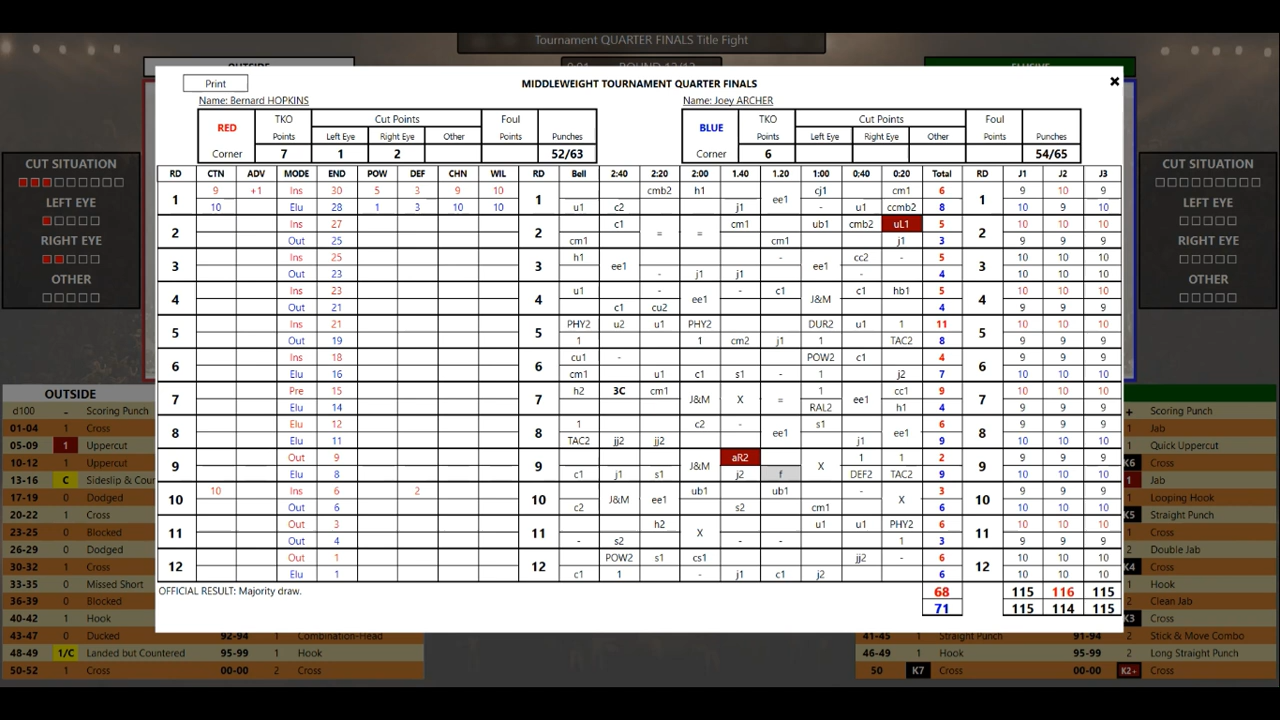 Tournament QUARTER FINALS Title Fight
Print
MIDDLEWEIGHT TOURNAMENT QUARTER FINALS
Name: Bernard HOPKINS Name: Joey ARCHER
RED TKO Cut Points Foul BLUE TKO Cut Points Foul
Points Left Eye Right Eye Other Points Punches Points Left Eye Right Eye Other Points Punches
Corner 7 1 2 52/63 Corner 6 54/65
RD CTN ADV MODE END POW DEF CHN WIL RD Bell 2:40 2:20 2:00 1.40 1.20 1:00 0:40 0:20 Total RD J1 J2 J3
1 9 +1 Ins 30 5 3 9 10 1 cmb2 h1 ee1 cj1 cm1 6 1 9 10 9
10 Elu 28 1 3 10 10 u1 c2 j1 - u1 ccmb2 8 10 9 10
2 Ins 27 2 c1 = = cm1 ub1 cmb2 uL1 5 2 10 10 10
Out 25 cm1 cm1 j1 3 9 9 9
3 Ins 25 3 h1 ee1 - ee1 cc2 - 5 3 10 10 10
Out 23 - j1 j1 4 10 10 10
4 Ins 23 4 u1 - ee1 - c1 J&M c1 hb1 5 4 10 10 10
Out 21 c1 cu2 4 9 9 9
5 Ins 21 5 PHY2 u2 u1 PHY2 DUR2 u1 1 11 5 10 10 10
Out 19 1 1 cm2 j1 1 TAC2 8 9 9 9
6 Ins 18 6 cu1 - POW2 c1 4 6 9 9 9
Elu 16 cm1 u1 c1 s1 - 1 j2 7 10 10 10
7 Pre 15 7 h2 3C cm1 J&M X = 1 ee1 cc1 9 7 10 10 10
Elu 14 RAL2 h1 4 9 9 9
8 Elu 12 8 1 c2 - ee1 s1 ee1 6 8 9 9 9
Elu 11 TAC2 jj2 jj2 j1 9 10 10 10
9 Out 9 9 J&M aR2 X 1 1 2 9 9 9 9
Elu 8 c1 j1 s1 j2 f DEF2 TAC2 9 10 10 10
10 10 Ins 6 2 10 J&M ee1 ub1 ub1 - X 3 10 9 9 9
Out 6 c2 s2 cm1 6 10 10 10
11 Out 3 11 h2 X u1 u1 PHY2 6 11 10 10 10
Out 4 - s2 - - 1 3 9 9 9
12 Out 1 12 POW2 s1 cs1 jj2 - 6 12 10 10 10
Elu 1 c1 1 - j1 c1 j2 6 10 10 10
OFFICIAL RESULT: Majority draw. 68 115 116 115
71 115 114 115
CUT SITUATION
LEFT EYE
RIGHT EYE
OTHER
CUT SITUATION
LEFT EYE
RIGHT EYE
OTHER
OUTSIDE
d100 - Scoring Punch
01-04 1 Cross
05-09 1 Uppercut
10-12 1 Uppercut
13-16 C Sideslip & Cour
17-19 0 Dodged
20-22 1 Cross
23-25 0 Blocked
26-29 0 Dodged
30-32 1 Cross
33-35 0 Missed Short
36-39 0 Blocked
40-42 1 Hook
43-47 0 Ducked 92-94 1 Combination-Head
48-49 1/C Landed but Countered 95-99 1 Hook
50-52 1 Cross 00-00 2 Cross
+ Scoring Punch
1 Jab
1 Quick Uppercut
K6 Cross
1 Jab
1 Looping Hook
K5 Straight Punch
1 Cross
2 Double Jab
K4 Cross
1 Hook
2 Clean Jab
K3 Cross
41-45 1 Straight Punch 91-94 2 Stick & Move Combo
46-49 1 Hook 95-99 2 Long Straight Punch
50 K7 Cross 00-00 K2+ Cross